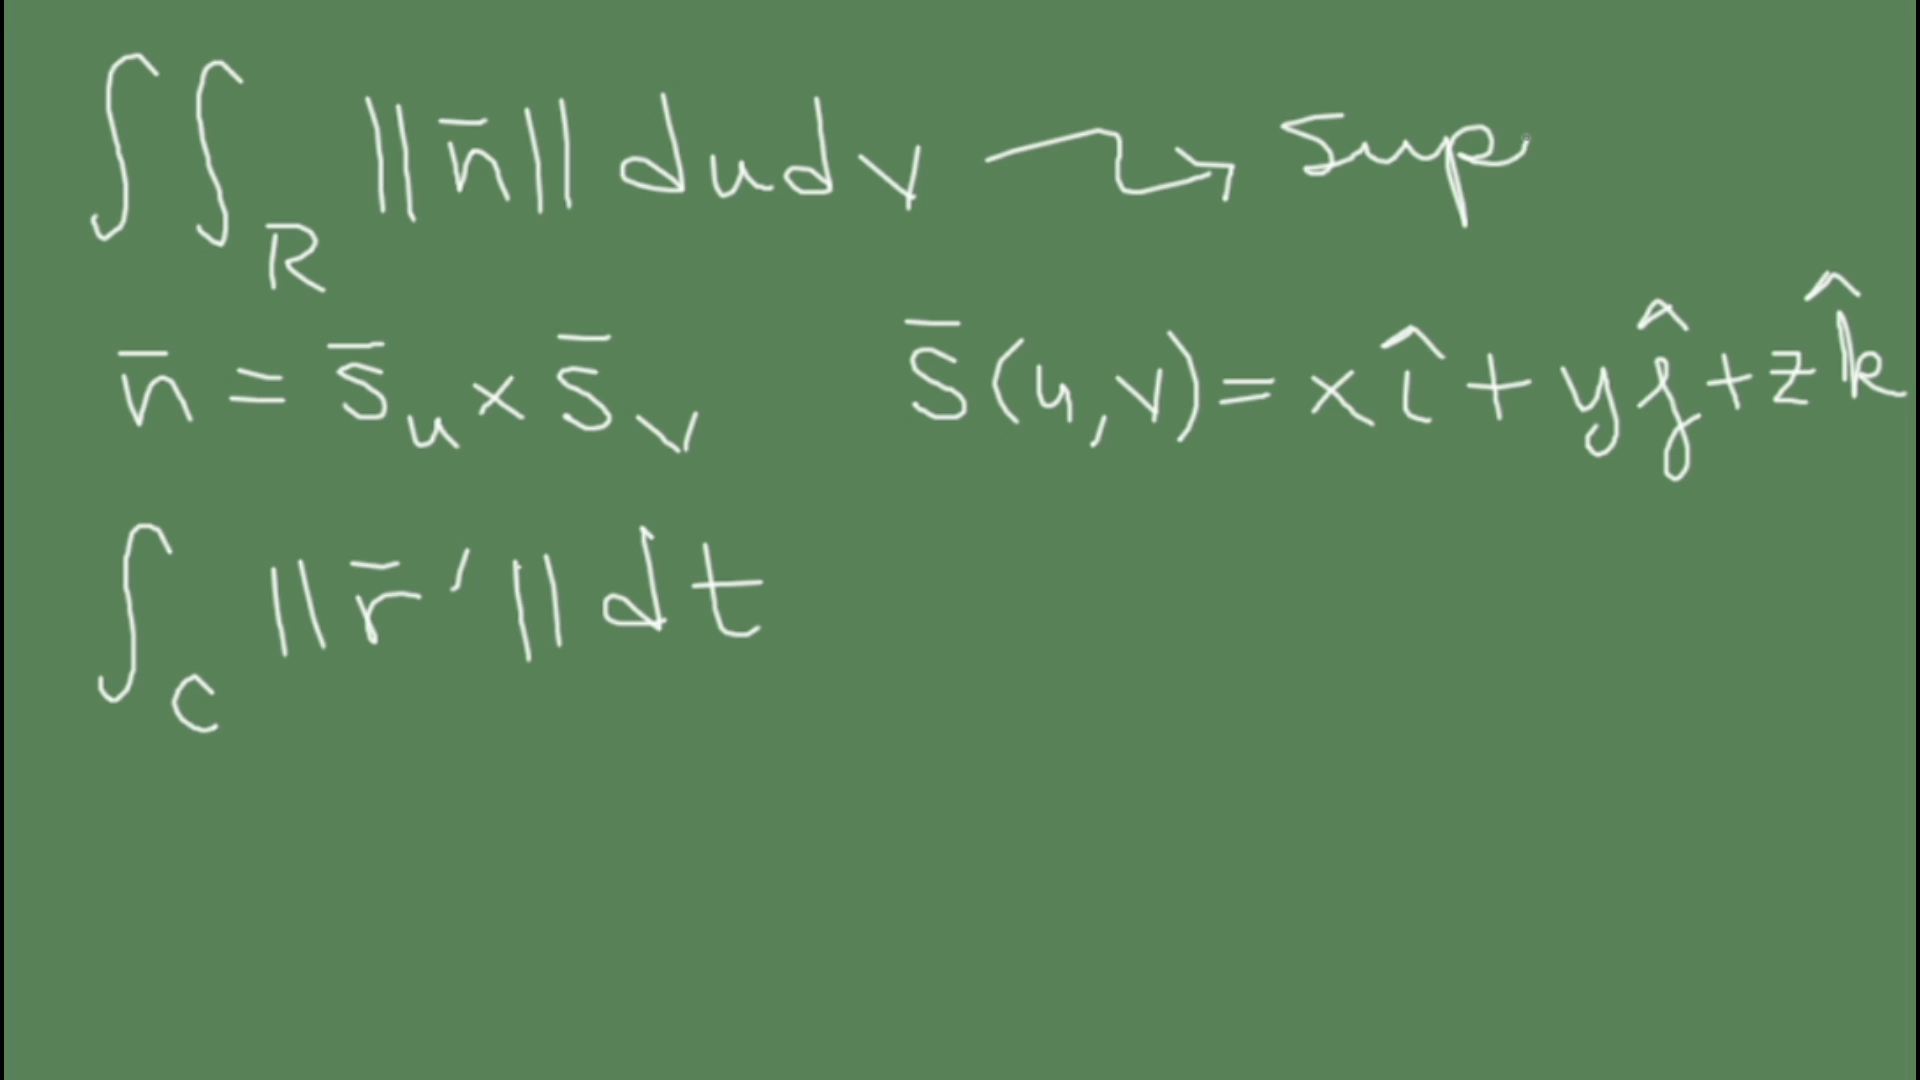 ∬_R ‖n̄‖ du dv ⤳ Sup
n̄ = S̄_u × S̄_v    S̄(u,v) = x î + y ĵ + z k̂
∫_C ‖r̄′‖ dt